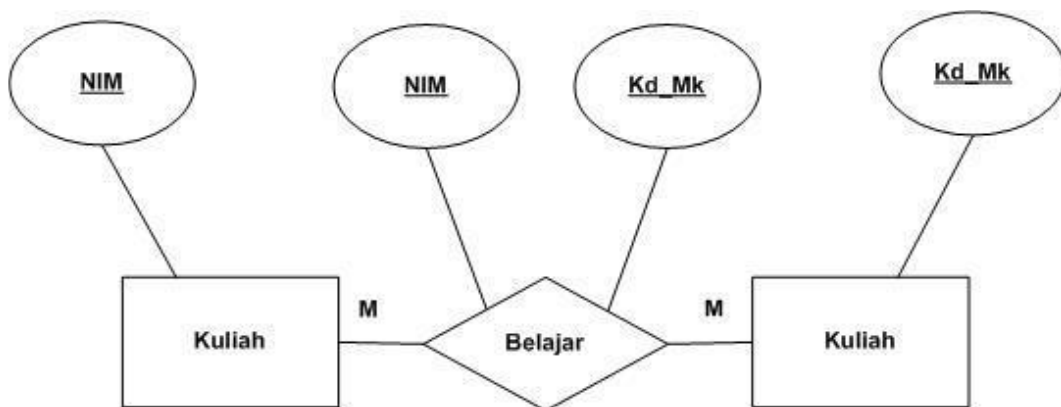 NIM
NIM
Kd_Mk
Kd_Mk
Kuliah
M
Belajar
M
Kuliah